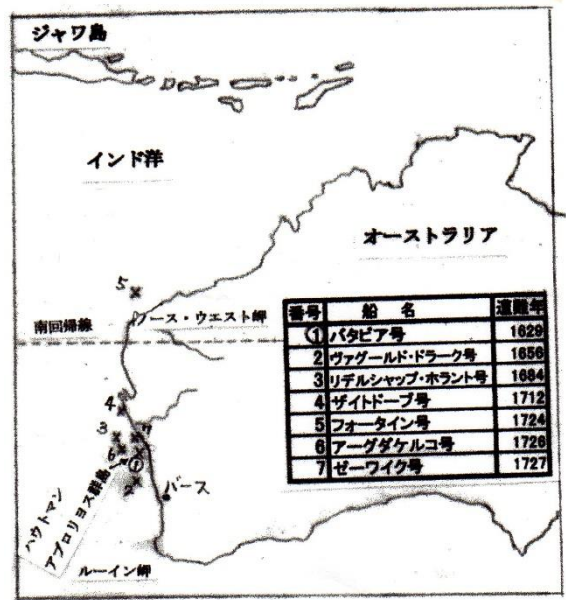 ジャワ島
インド洋
オーストラリア
5
ノース・ウエスト岬
南回帰線
番号 船名 遭難年
① バタビア号 1629
2 ヴァグールド・ドラーク号 1656
3 リデルシャップ・ホラント号 1684
4 ザイトドープ号 1712
5 フォータイン号 1724
6 アーグダケルコ号 1726
7 ゼーワイク号 1727
4
3
7
6
①
2
パース
ハウトマン
アブロリヨス群島
ルーイン岬